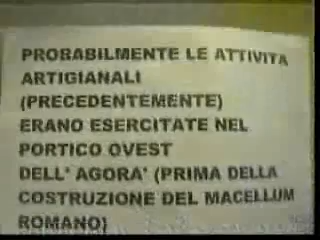 PROBABILMENTE LE ATTIVITA
ARTIGIANALI
(PRECEDENTEMENTE)
ERANO ESERCITATE NEL
PORTICO OVEST
DELL' AGORA' (PRIMA DELLA
COSTRUZIONE DEL MACELLUM
ROMANO)